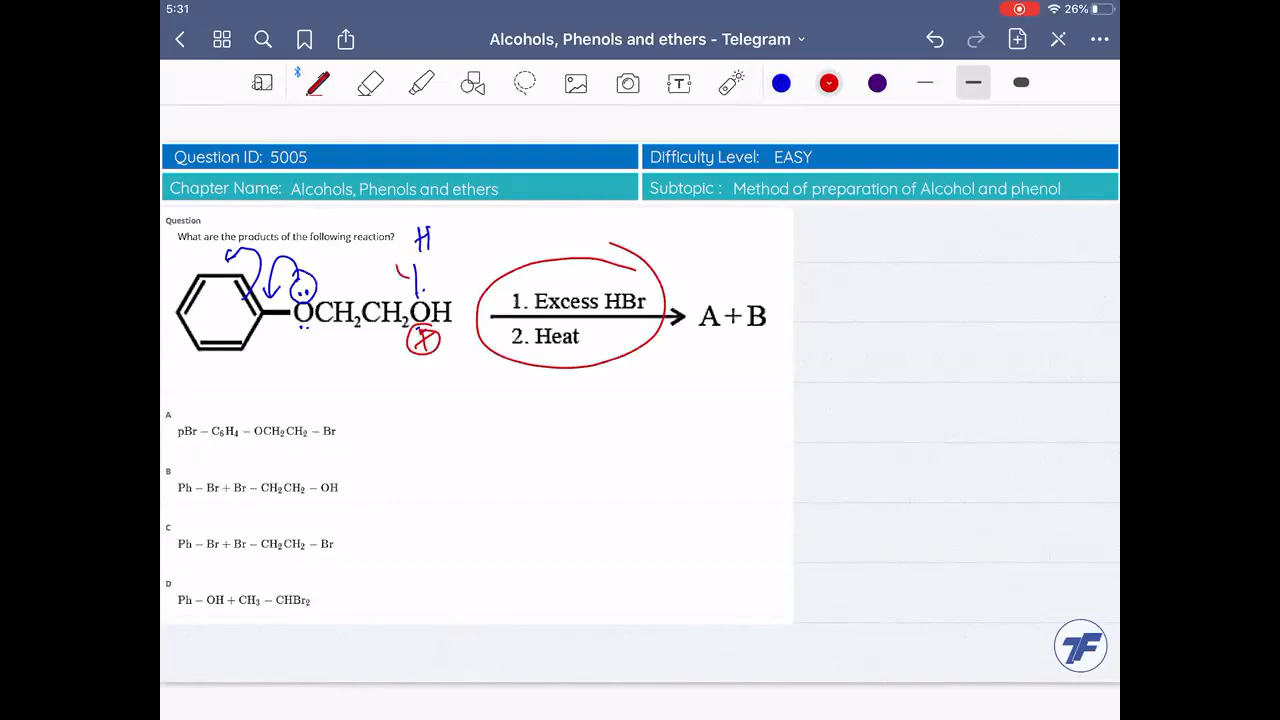 5:31
26%
Alcohols, Phenols and ethers - Telegram
T
Question ID: 5005
Difficulty Level: EASY
Chapter Name: Alcohols, Phenols and ethers
Subtopic : Method of preparation of Alcohol and phenol
Question
What are the products of the following reaction?
H
OCH₂CH₂OH
+
1. Excess HBr
2. Heat
A + B
A
pBr − C₆H₄ − OCH₂CH₂ − Br
B
Ph − Br + Br − CH₂CH₂ − OH
C
Ph − Br + Br − CH₂CH₂ − Br
D
Ph − OH + CH₃ − CHBr₂